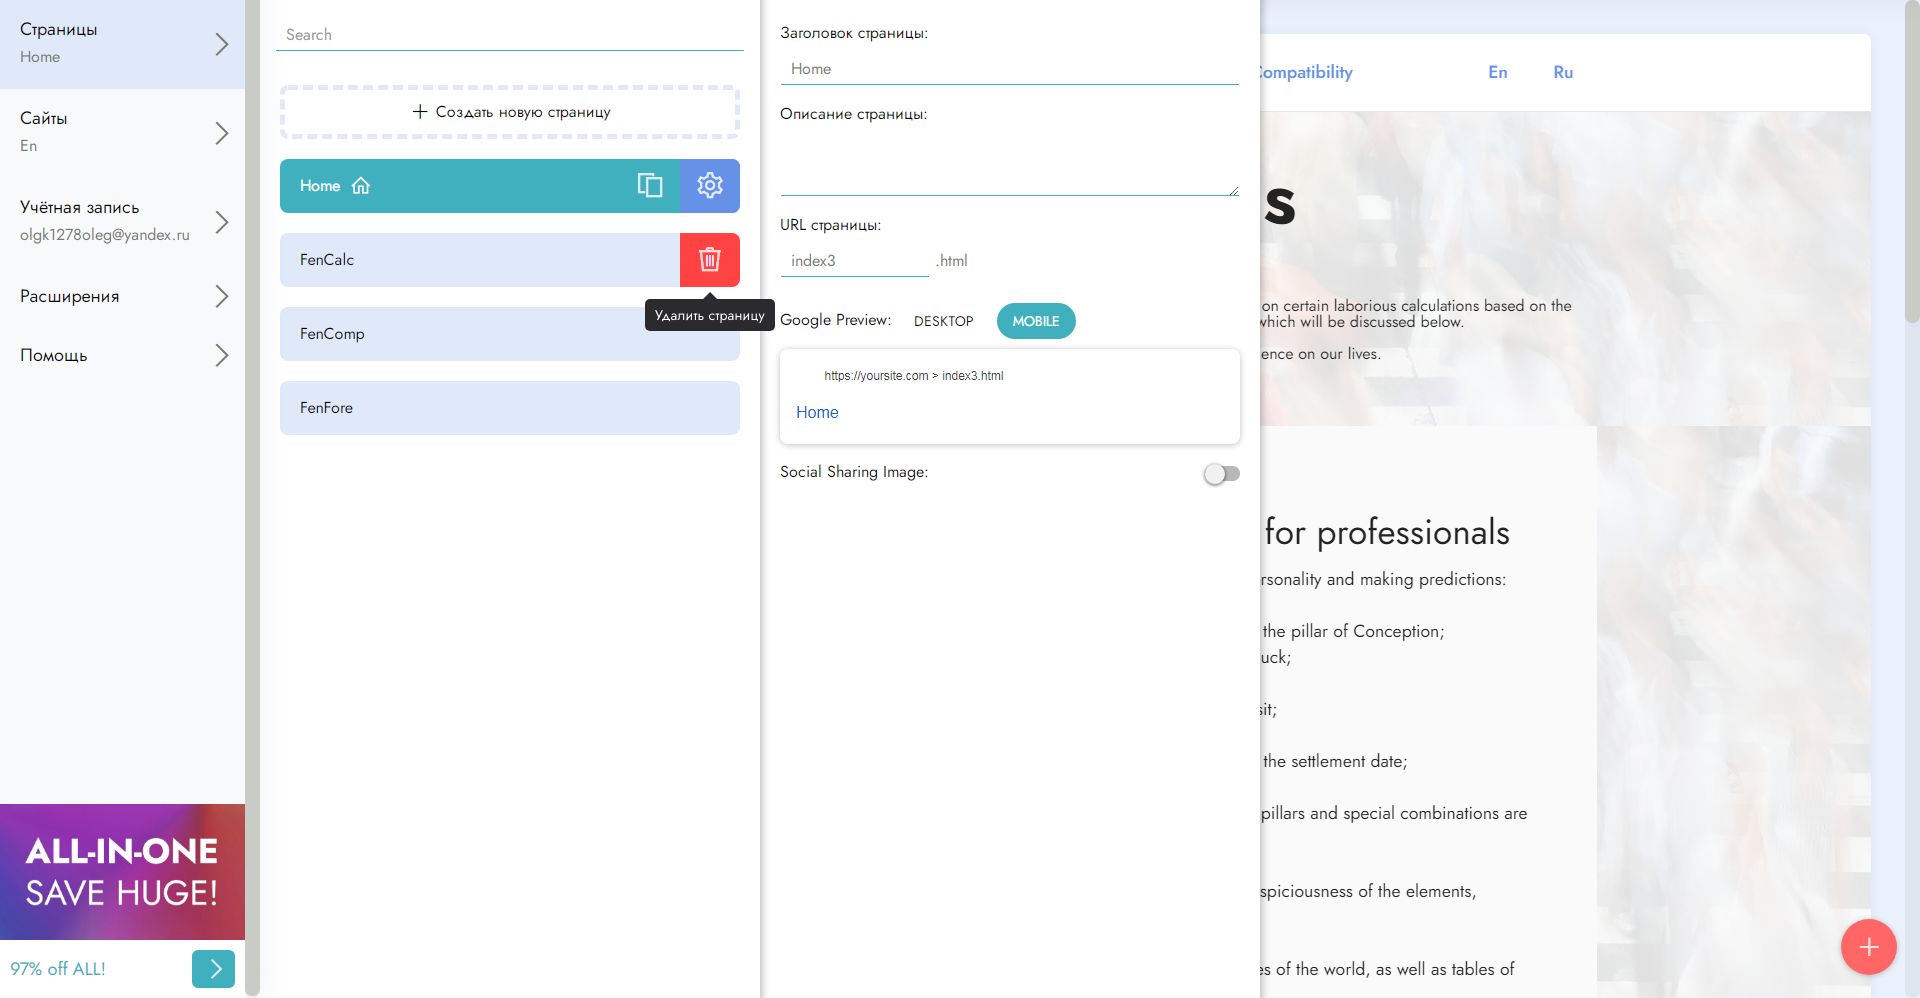 Страницы
Home
Сайты
En
Учётная запись
olgk1278oleg@yandex.ru
Расширения
Помощь
ALL-IN-ONE
SAVE HUGE!
97% off ALL!
Search
Создать новую страницу
Home
FenCalc
Удалить страницу
FenComp
FenFore
Заголовок страницы:
Home
Описание страницы:
URL страницы:
index3 .html
Google Preview: DESKTOP MOBILE
https://yoursite.com > index3.html
Home
Social Sharing Image:
Compatibility En Ru
s
on certain laborious calculations based on the
which will be discussed below.
ence on our lives.
for professionals
rsonality and making predictions:
the pillar of Conception;
uck;
sit;
the settlement date;
pillars and special combinations are
spiciousness of the elements,
es of the world, as well as tables of